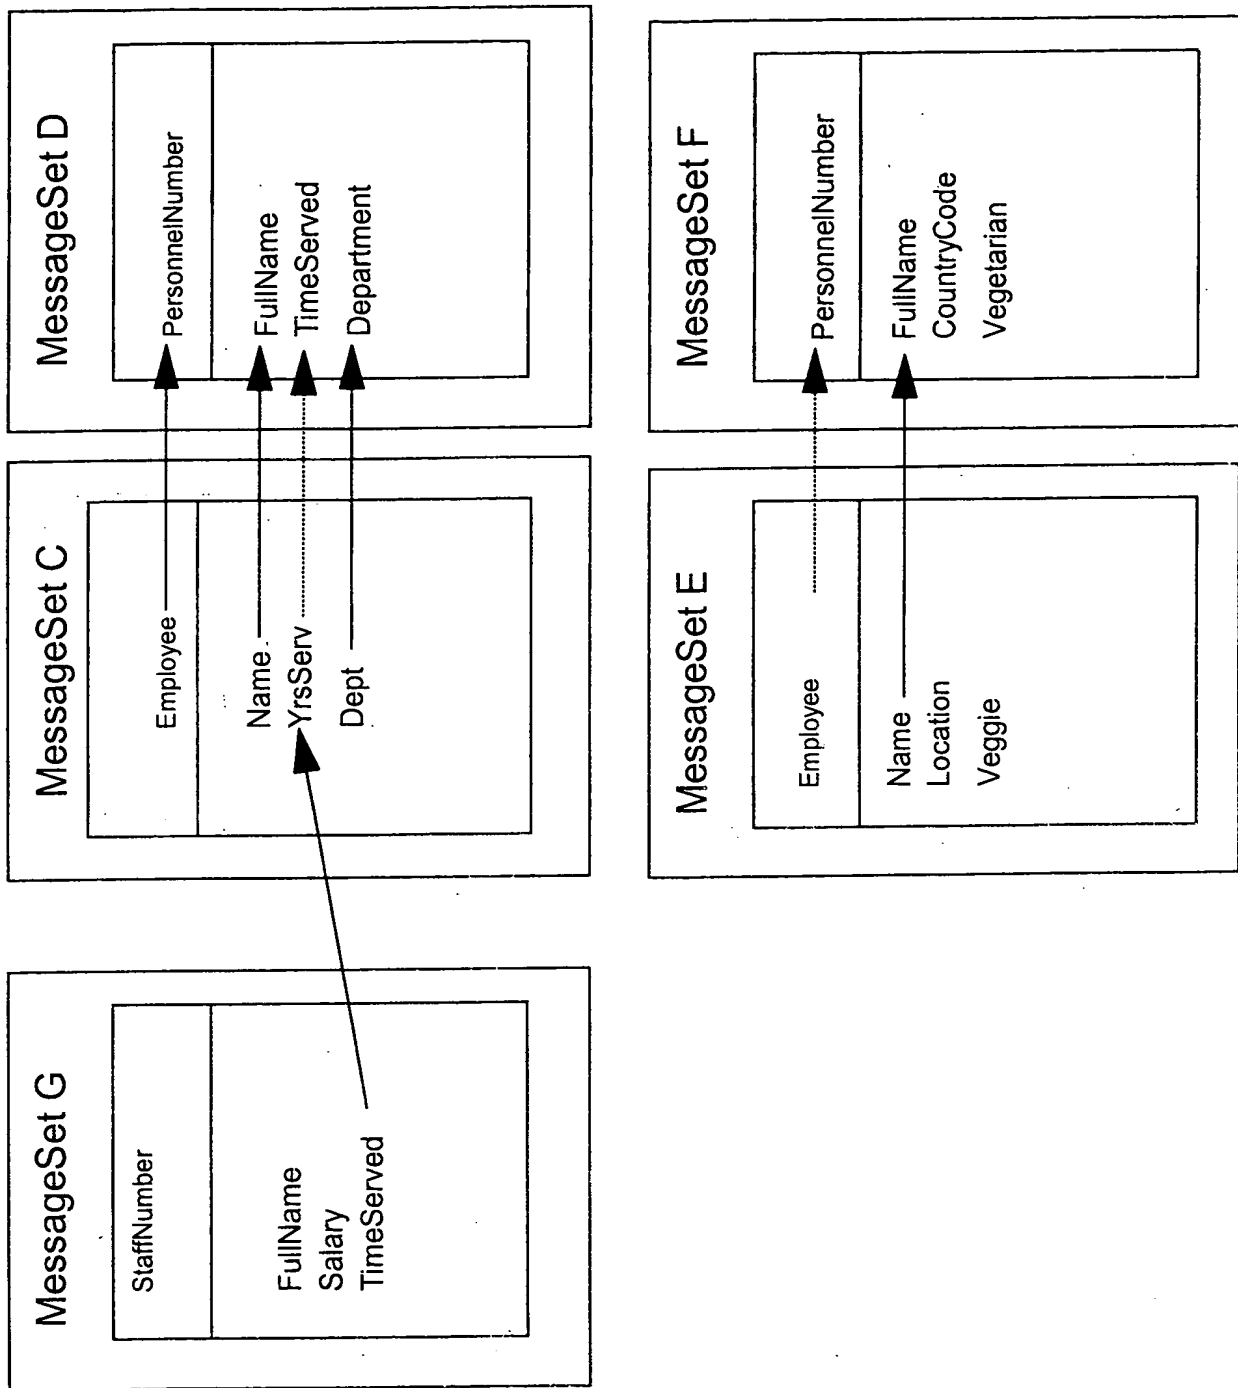 MessageSet G
StaffNumber
FullName
Salary
TimeServed
MessageSet C
Employee
Name
YrsServ
Dept
MessageSet D
PersonnelNumber
FullName
TimeServed
Department
MessageSet E
Employee
Name
Location
Veggie
MessageSet F
PersonnelNumber
FullName
CountryCode
Vegetarian